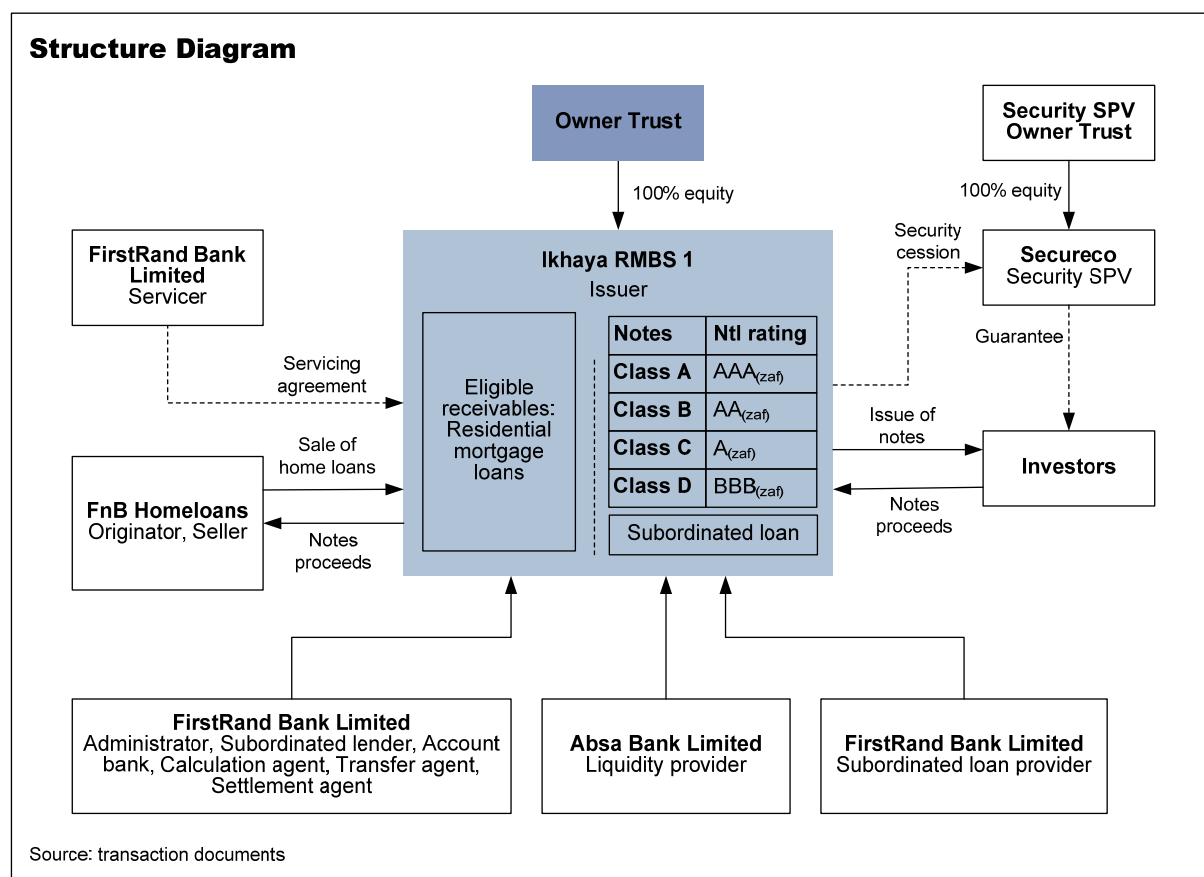 Structure Diagram
Owner Trust
Security SPV
Owner Trust
100% equity
100% equity
FirstRand Bank
Limited
Servicer
Servicing
agreement
Ikhaya RMBS 1
Issuer
Security
cession
Secureco
Security SPV
Guarantee
Eligible
receivables:
Residential
mortgage
loans
Notes Ntl rating
Class A AAA(zaf)
Class B AA(zaf)
Class C A(zaf)
Class D BBB(zaf)
Subordinated loan
Sale of
home loans
FnB Homeloans
Originator, Seller
Notes
proceeds
Issue of
notes
Investors
Notes
proceeds
FirstRand Bank Limited
Administrator, Subordinated lender, Account
bank, Calculation agent, Transfer agent,
Settlement agent
Absa Bank Limited
Liquidity provider
FirstRand Bank Limited
Subordinated loan provider
Source: transaction documents